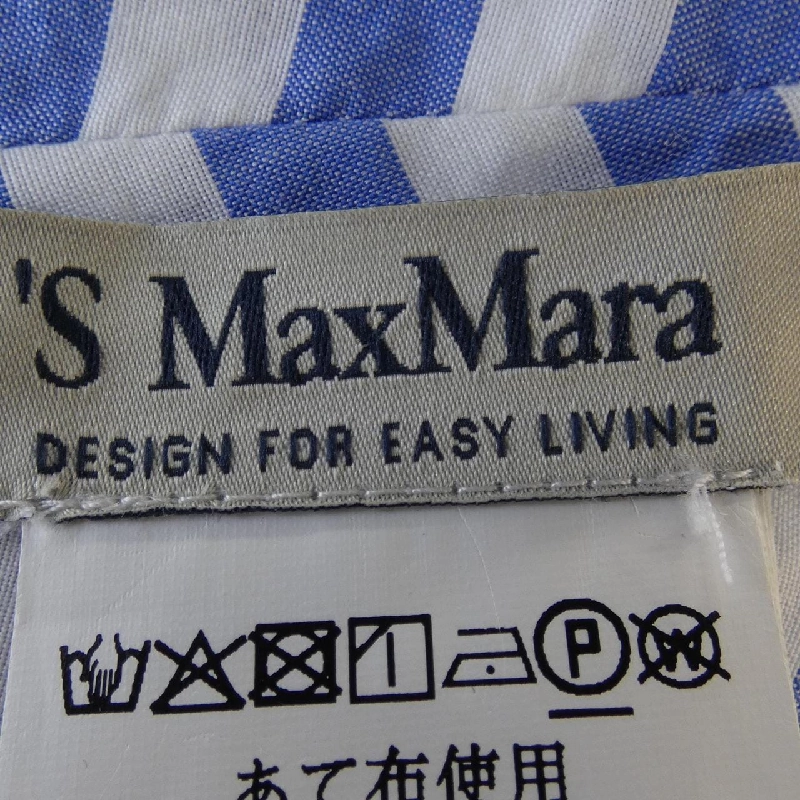 'S MaxMara
DESIGN FOR EASY LIVING
P W
あて布使用